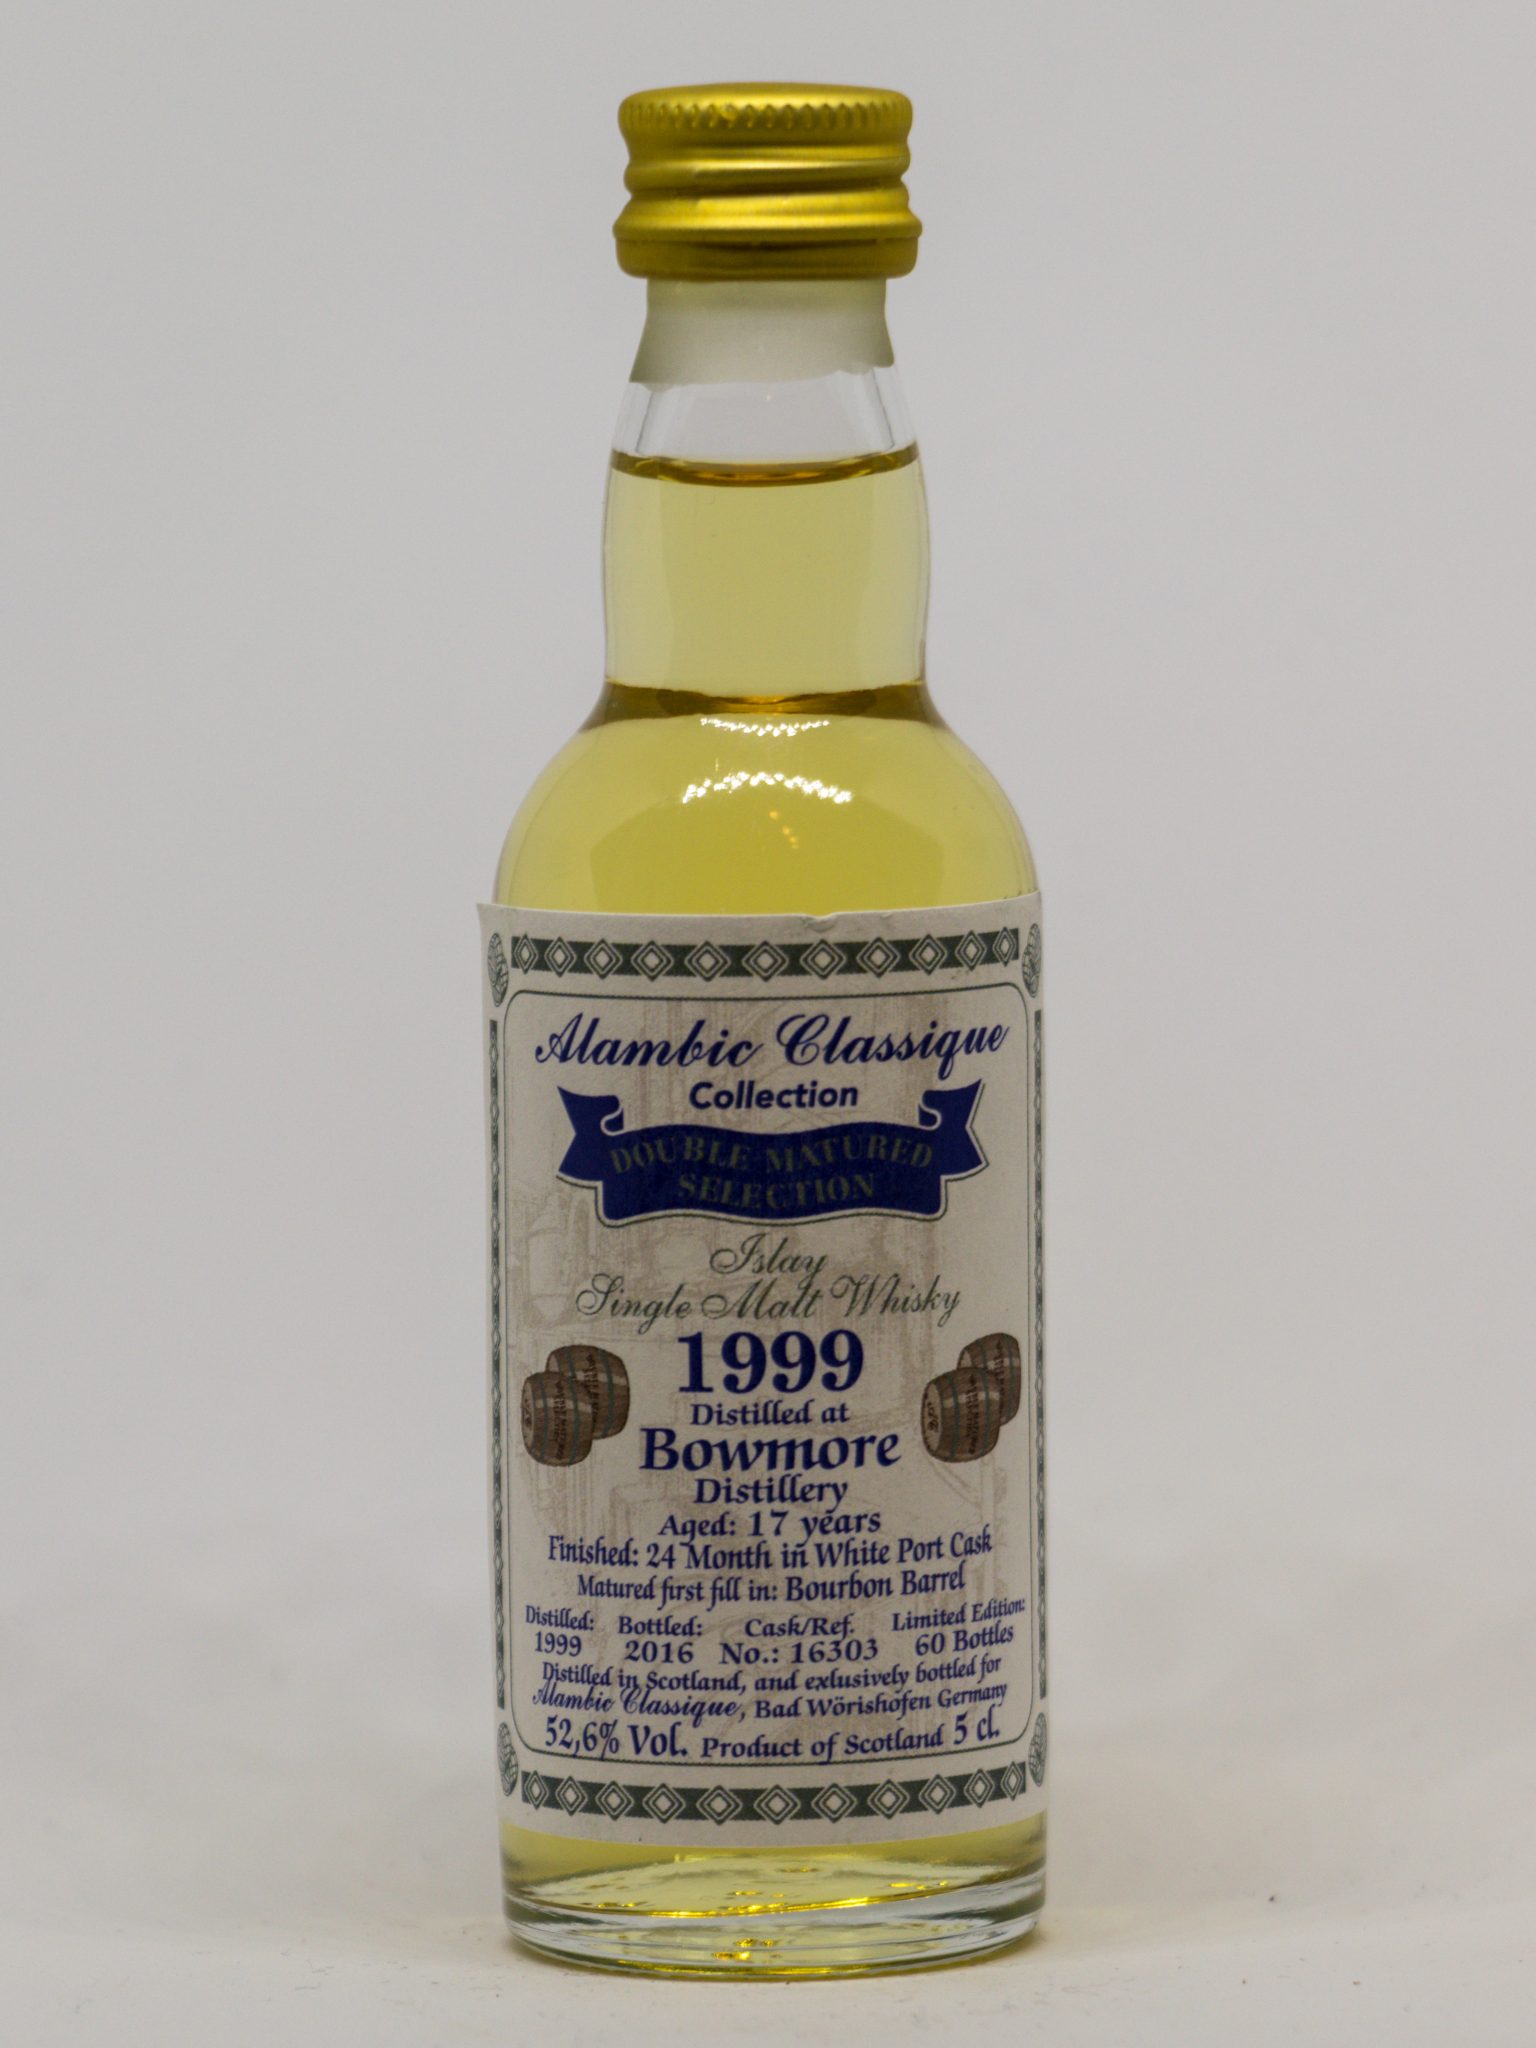 Alambic Classique
Collection
DOUBLE MATURED
SELECTION
Islay
Single Malt Whisky
1999
Distilled at
Bowmore
Distillery
Aged: 17 years
Finished: 24 Month in White Port Cask
Matured first fill in: Bourbon Barrel
Distilled: Bottled: Cask/Ref. Limited Edition:
1999 2016 No.: 16303 60 Bottles
Distilled in Scotland, and exlusively bottled for
Alambic Classique, Bad Wörishofen Germany
52,6% Vol. Product of Scotland 5 cl.